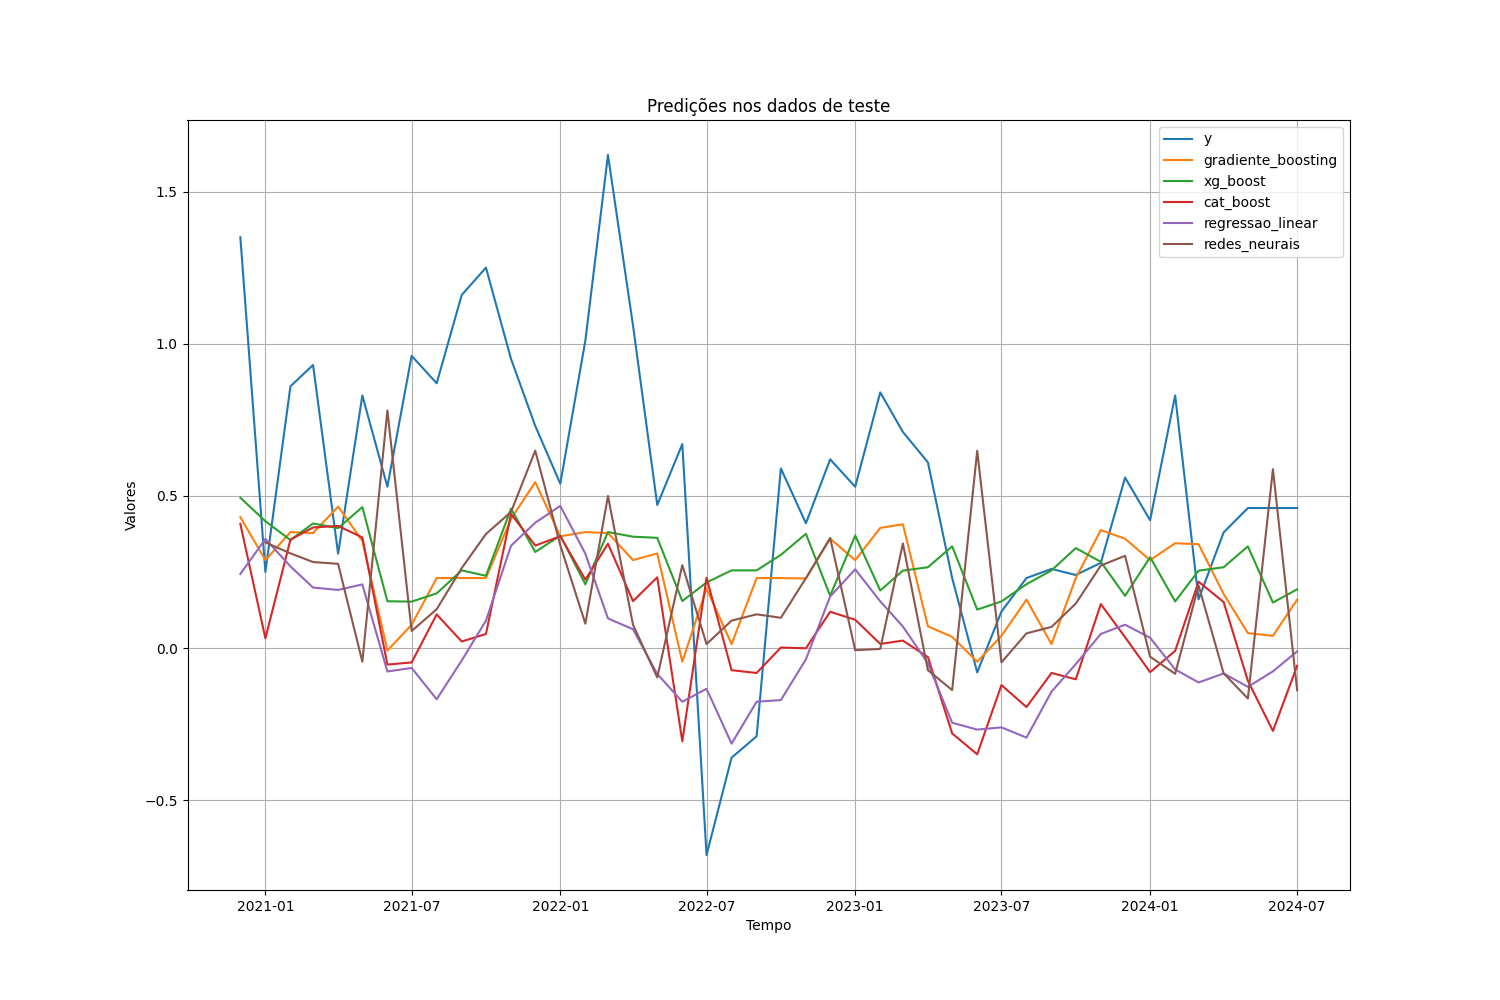 Predições nos dados de teste
y
gradiente_boosting
xg_boost
cat_boost
regressao_linear
redes_neurais
Valores
1.5
1.0
0.5
0.0
−0.5
2021-01 2021-07 2022-01 2022-07 2023-01 2023-07 2024-01 2024-07
Tempo